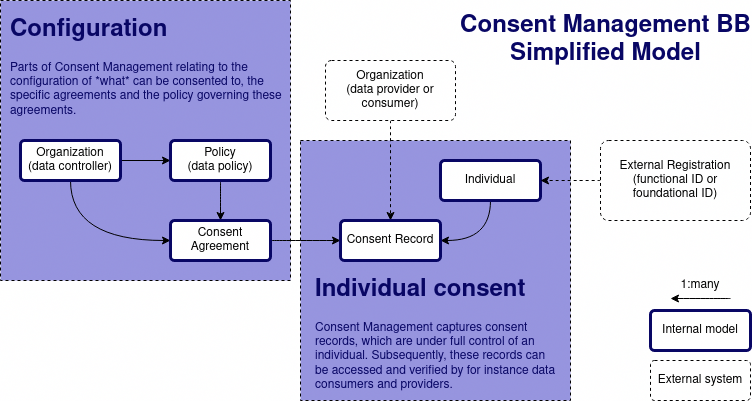 Consent Management BB
Simplified Model
Configuration
Parts of Consent Management relating to the
configuration of *what* can be consented to, the
specific agreements and the policy governing these
agreements.
Organization
(data controller)
Policy
(data policy)
Consent
Agreement
Organization
(data provider or
consumer)
Individual
Consent Record
External Registration
(functional ID or
foundational ID)
Individual consent
Consent Management captures consent
records, which are under full control of an
individual. Subsequently, these records can
be accessed and verified by for instance data
consumers and providers.
1:many
Internal model
External system